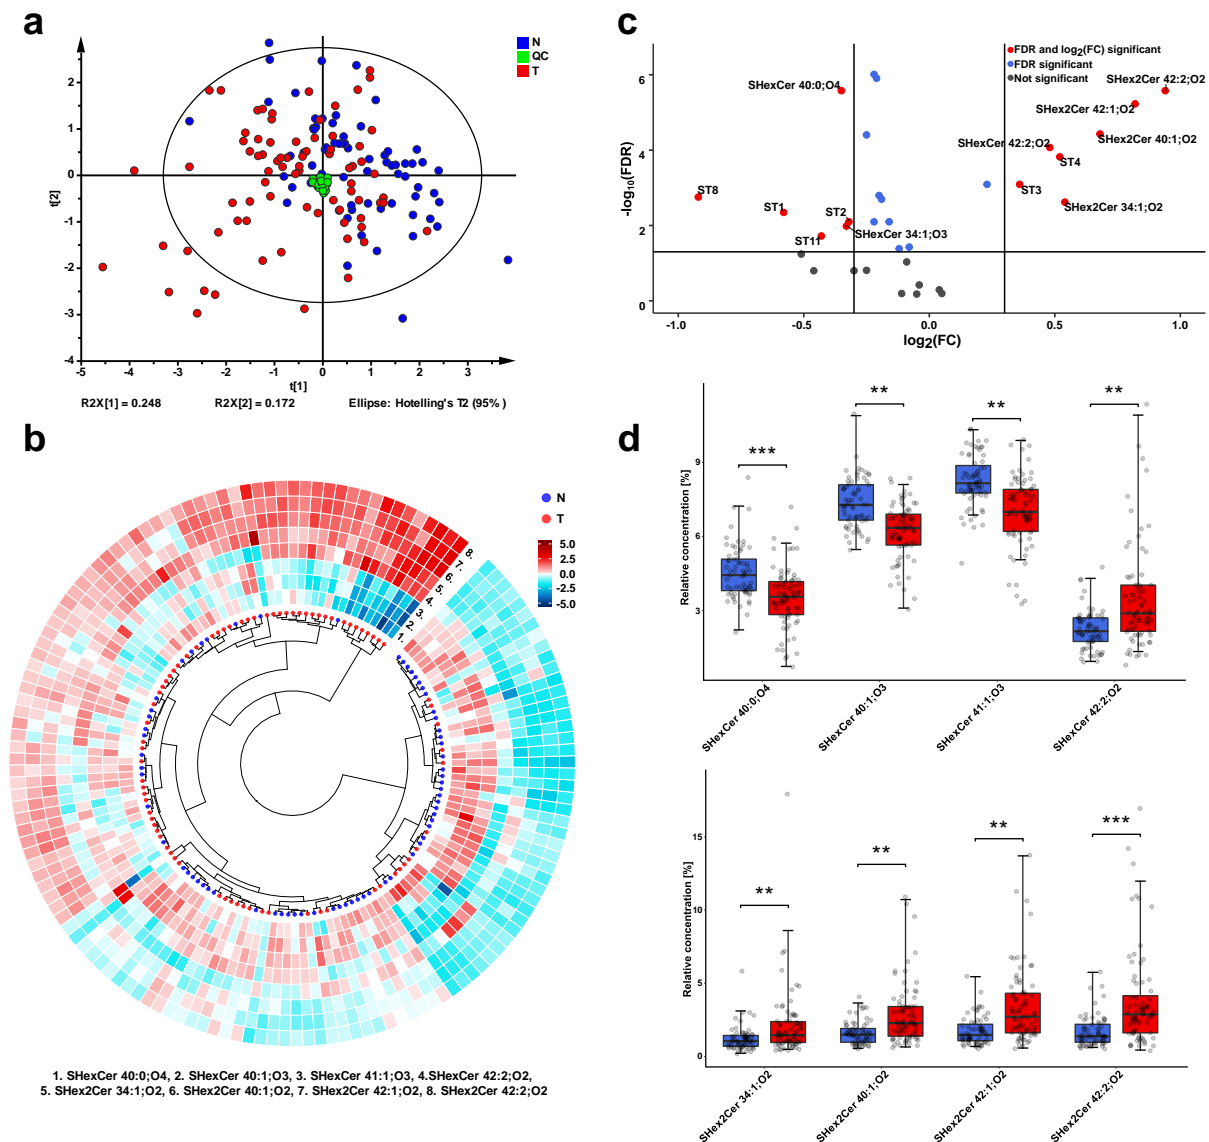 a
N
QC
T
2
1
0
-1
-2
-3
-4
t[2]
-5
-4
-3
-2
-1
0
1
2
3
4
t[1]
R2X[1] = 0.248
R2X[2] = 0.172
Ellipse: Hotelling's T2 (95%)
c
FDR and log2(FC) significant
FDR significant
Not significant
SHexCer 40:0;O4
SHex2Cer 42:2;O2
SHex2Cer 42:1;O2
SHex2Cer 40:1;O2
SHexCer 42:2;O2
ST4
ST3
SHex2Cer 34:1;O2
ST8
ST1
ST2
SHexCer 34:1;O3
ST11
6
4
2
0
-log10(FDR)
-1.0
-0.5
0.0
0.5
1.0
log2(FC)
b
N
T
5.0
2.5
0.0
-2.5
-5.0
8.
7.
6.
5.
4.
3.
2.
1.
1. SHexCer 40:0;O4, 2. SHexCer 40:1;O3, 3. SHexCer 41:1;O3, 4.SHexCer 42:2;O2,
5. SHex2Cer 34:1;O2, 6. SHex2Cer 40:1;O2, 7. SHex2Cer 42:1;O2, 8. SHex2Cer 42:2;O2
d
***
**
**
**
9
6
3
Relative concentration [%]
SHexCer 40:0;O4
SHexCer 40:1;O3
SHexCer 41:1;O3
SHexCer 42:2;O2
**
**
**
***
15
10
5
0
Relative concentration [%]
SHex2Cer 34:1;O2
SHex2Cer 40:1;O2
SHex2Cer 42:1;O2
SHex2Cer 42:2;O2